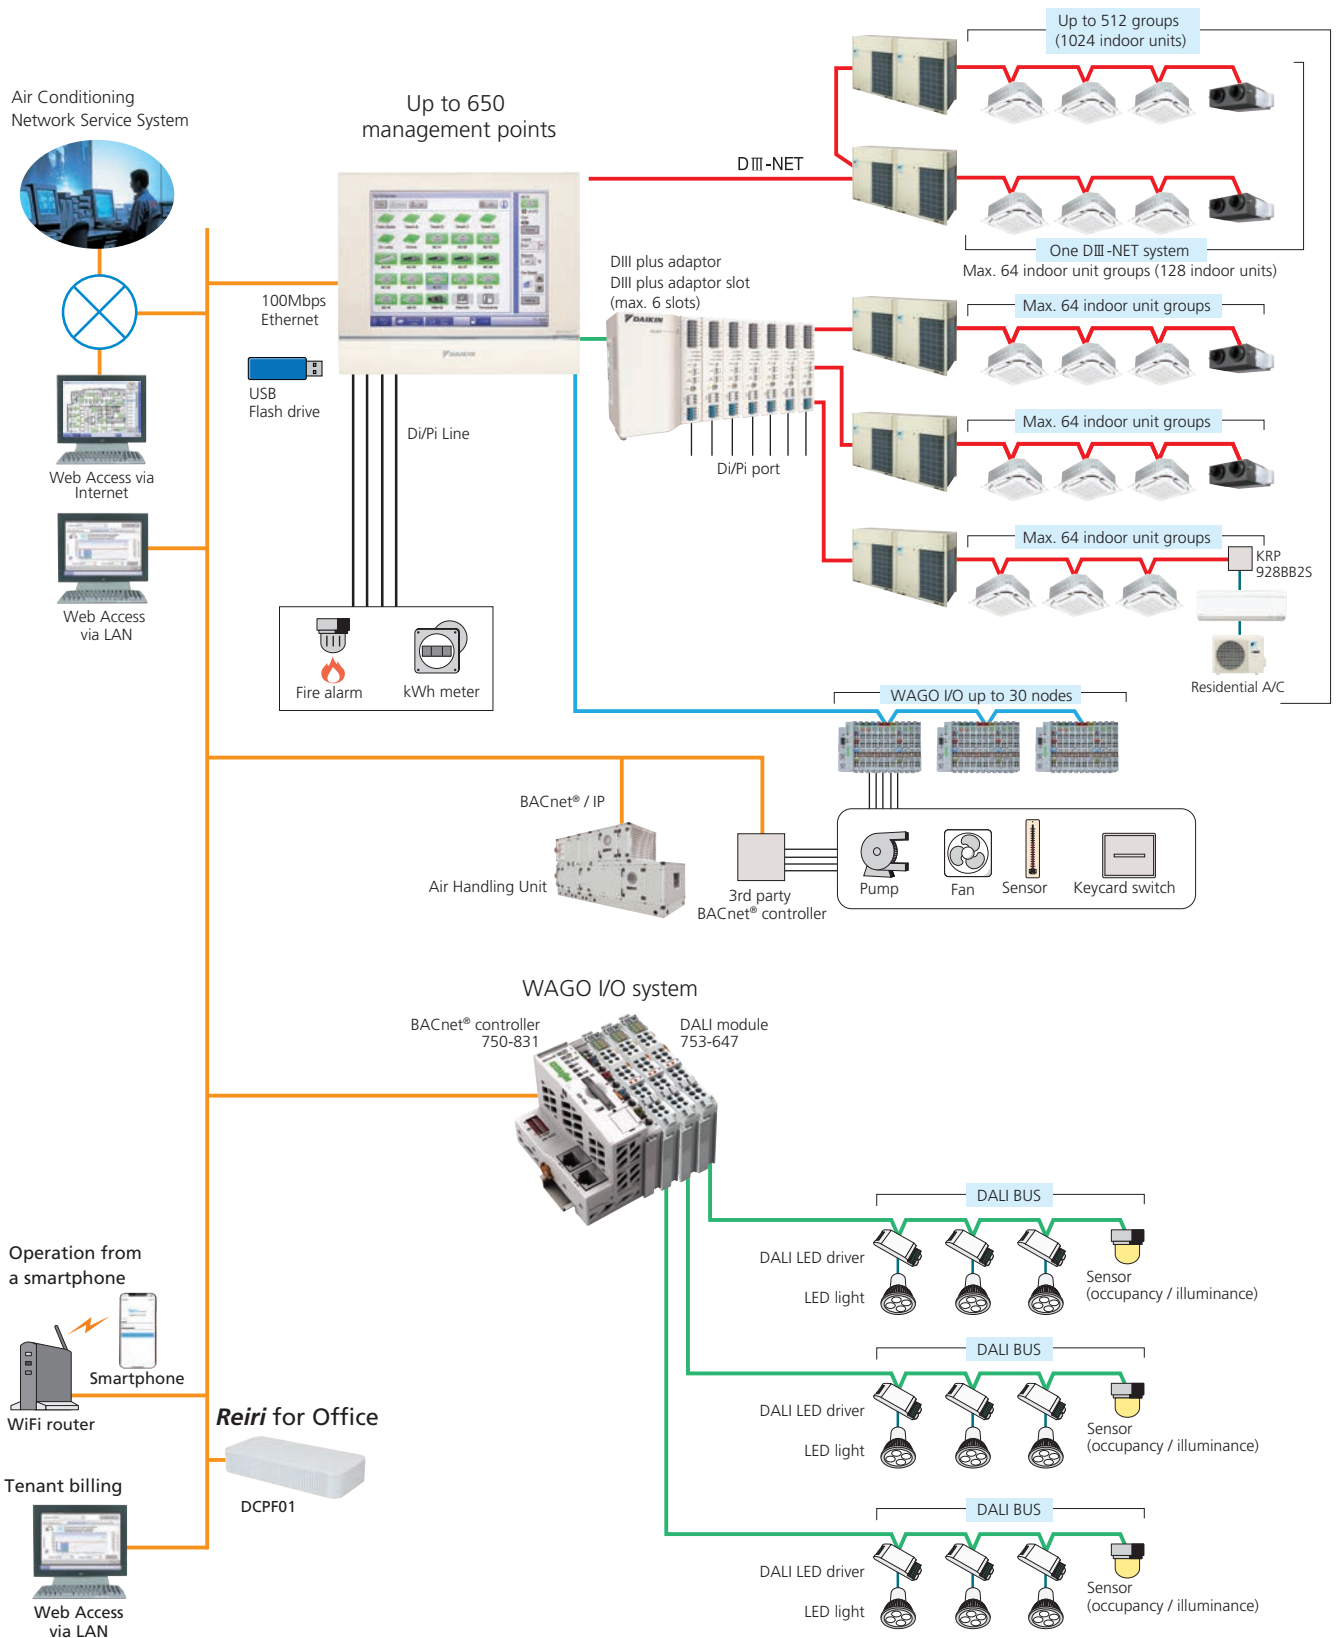 Up to 512 groups
(1024 indoor units)
Air Conditioning
Network Service System
Up to 650
management points
DⅢ-NET
One DⅢ-NET system
Max. 64 indoor unit groups (128 indoor units)
100Mbps
Ethernet
DIII plus adaptor
DIII plus adaptor slot
(max. 6 slots)
DAIKIN
DAIKIN
Max. 64 indoor unit groups
USB
Flash drive
Di/Pi Line
Di/Pi port
Max. 64 indoor unit groups
Web Access via
Internet
Max. 64 indoor unit groups
KRP
928BB2S
Web Access
via LAN
Fire alarm
kWh meter
Residential A/C
WAGO I/O up to 30 nodes
BACnet® / IP
Air Handling Unit
3rd party
BACnet® controller
Pump
Fan
Sensor
Keycard switch
WAGO I/O system
BACnet® controller
750-831
DALI module
753-647
DALI BUS
DALI LED driver
LED light
Sensor
(occupancy / illuminance)
Operation from
a smartphone
Smartphone
WiFi router
DALI BUS
DALI LED driver
LED light
Sensor
(occupancy / illuminance)
Reiri for Office
DCPF01
Tenant billing
Web Access
via LAN
DALI BUS
DALI LED driver
LED light
Sensor
(occupancy / illuminance)